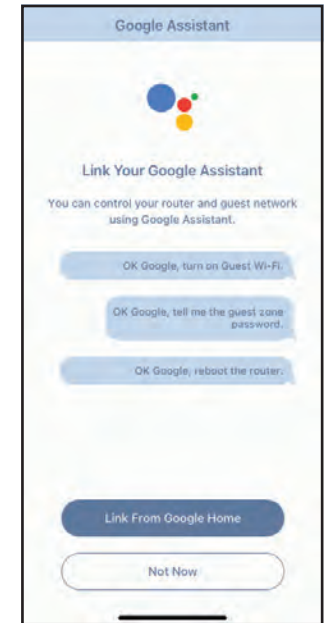 Google Assistant
Link Your Google Assistant
You can control your router and guest network
using Google Assistant.
OK Google, turn on Guest Wi-Fi.
OK Google, tell me the guest zone
password.
OK Google, reboot the router.
Link From Google Home
Not Now